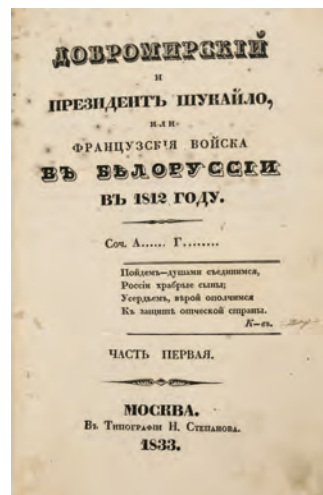 ДОБРОМИРСКІЙ
И
ПРЕЗИДЕНТЪ ШУКАЙЛО,
ИЛИ
ФРАНЦУЗСКІЯ ВОЙСКА
ВЪ БѢЛОРУССІИ
ВЪ 1812 ГОДУ.
Соч. А...... Г........
Пойдемъ—душами съединимся,
Россіи храбрые сыны;
Усердьемъ, вѣрой ополчимся
Къ защитѣ отческой страны.
К—въ.
ЧАСТЬ ПЕРВАЯ.
МОСКВА.
Въ Типографіи Н. Степанова.
1833.